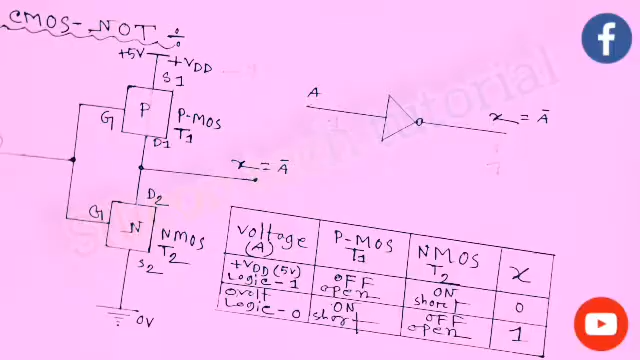 CMOS-NOT ÷
+5V
+VDD
S1
G
P
P-MOS
T1
D1
x = Ā
D2
G
N
NMOS
T2
S2
0V
A
x = Ā
Voltage (A)
P-MOS T1
NMOS T2
x
+VDD (5V) Logic-1
OFF open
ON short
0
0volt Logic-0
ON short
OFF open
1
Tutorial
f